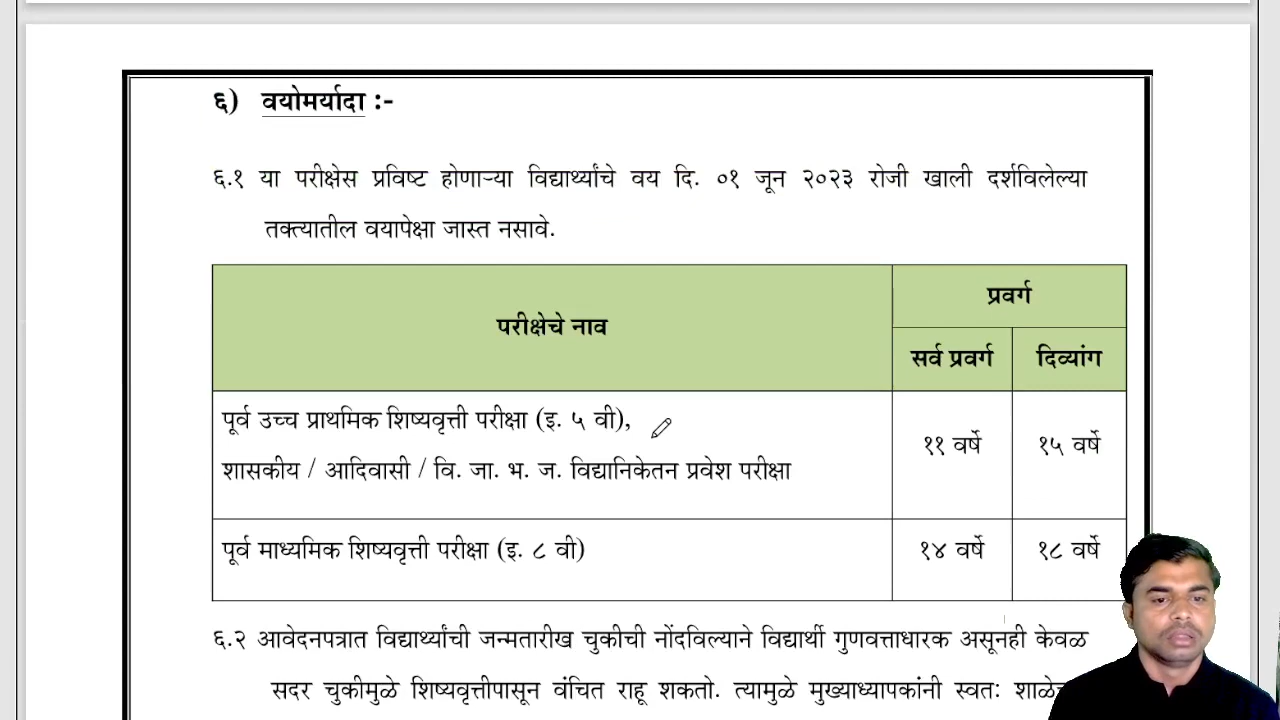 ६) वयोमर्यादा :-
६.१ या परीक्षेस प्रविष्ट होणाऱ्या विद्यार्थ्यांचे वय दि. ०१ जून २०२३ रोजी खाली दर्शविलेल्या
तक्त्यातील वयापेक्षा जास्त नसावे.
परीक्षेचे नाव
प्रवर्ग
सर्व प्रवर्ग दिव्यांग
पूर्व उच्च प्राथमिक शिष्यवृत्ती परीक्षा (इ. ५ वी),
शासकीय / आदिवासी / वि. जा. भ. ज. विद्यानिकेतन प्रवेश परीक्षा
११ वर्षे १५ वर्षे
पूर्व माध्यमिक शिष्यवृत्ती परीक्षा (इ. ८ वी) १४ वर्षे १८ वर्षे
६.२ आवेदनपत्रात विद्यार्थ्यांची जन्मतारीख चुकीची नोंदविल्याने विद्यार्थी गुणवत्ताधारक असूनही केवळ
सदर चुकीमुळे शिष्यवृत्तीपासून वंचित राहू शकतो. त्यामुळे मुख्याध्यापकांनी स्वत: